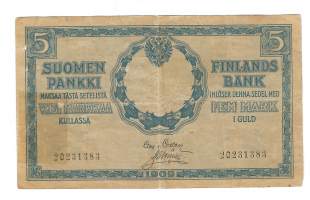 5 5
SUOMEN FINLANDS
PANKKI BANK
MAKSAA TÄSTÄ SETELISTÄ INLÖSER DENNA SEDEL MED
VIISI MARKKAA FEM MARK
KULLASSA I GULD
20231383 20231383
1909